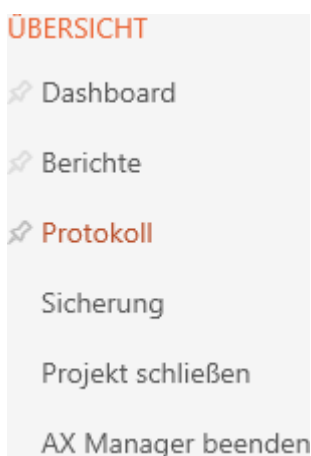 ÜBERSICHT
Dashboard
Berichte
Protokoll
Sicherung
Projekt schließen
AX Manager beenden